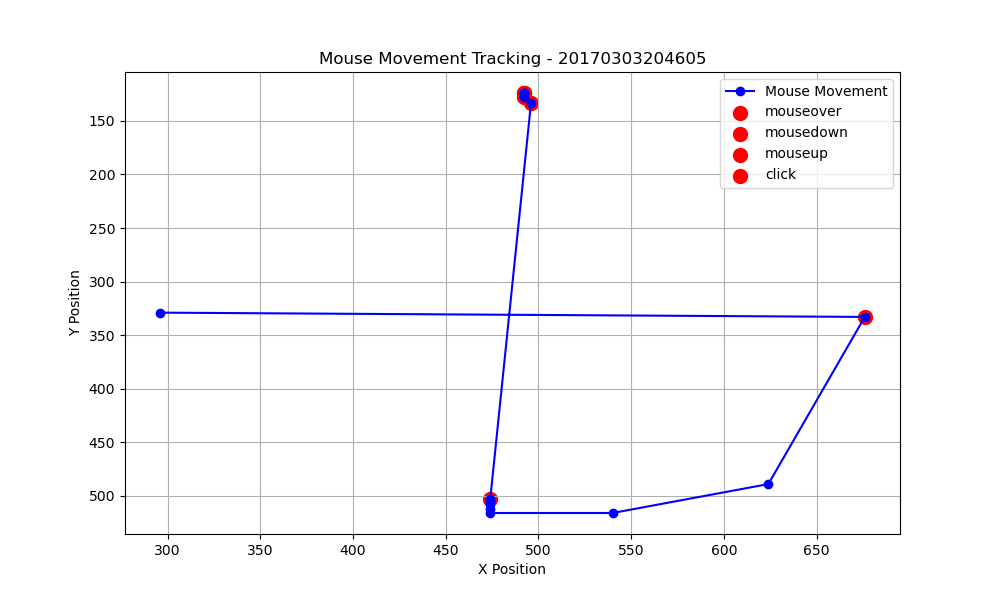 Mouse Movement Tracking - 20170303204605
Mouse Movement
mouseover
mousedown
mouseup
click
150
200
250
300
350
400
450
500
Y Position
300 350 400 450 500 550 600 650
X Position